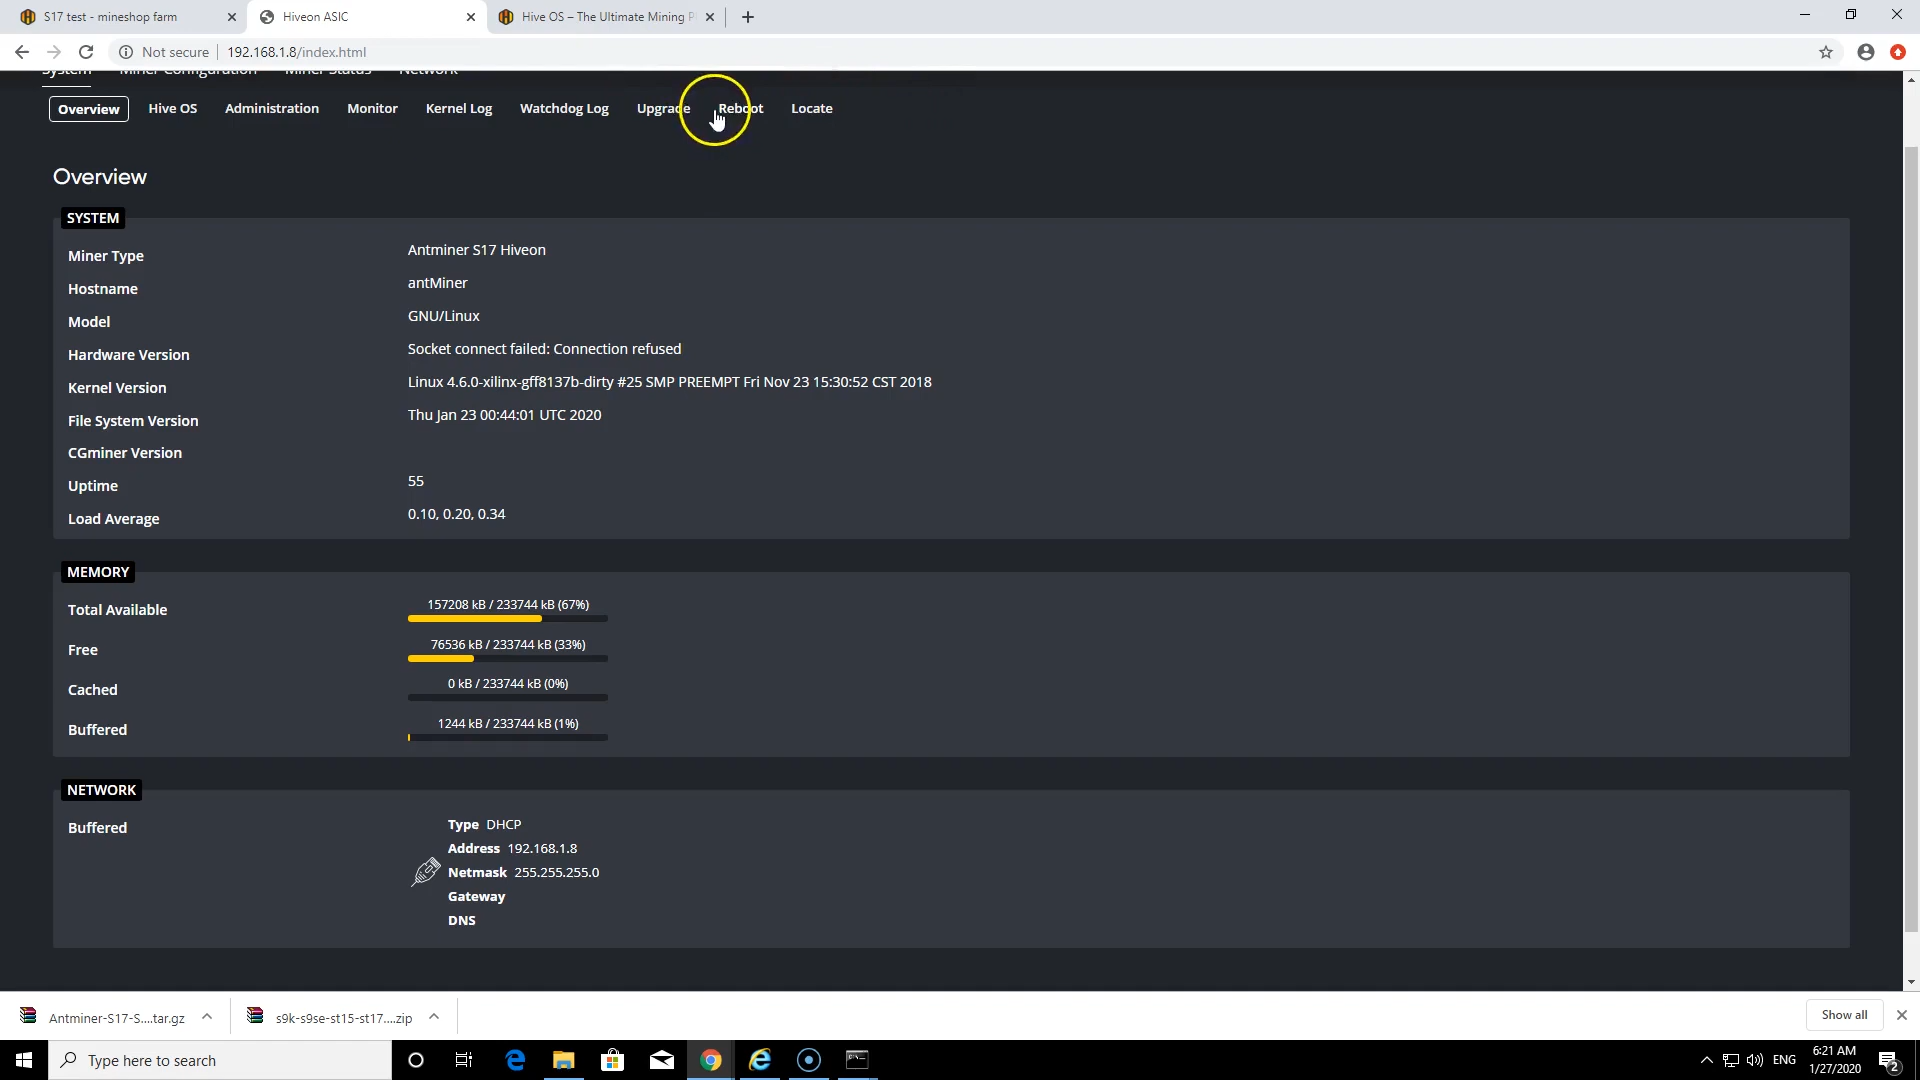 S17 test - mineshop farm
Hiveon ASIC
Hive OS – The Ultimate Mining P
Not secure
192.168.1.8/index.html
System Miner Configuration Miner Status Network
Overview Hive OS Administration Monitor Kernel Log Watchdog Log Upgrade Reboot Locate
Overview
SYSTEM
Miner Type Antminer S17 Hiveon
Hostname antMiner
Model GNU/Linux
Hardware Version Socket connect failed: Connection refused
Kernel Version Linux 4.6.0-xilinx-gff8137b-dirty #25 SMP PREEMPT Fri Nov 23 15:30:52 CST 2018
File System Version Thu Jan 23 00:44:01 UTC 2020
CGminer Version
Uptime 55
Load Average 0.10, 0.20, 0.34
MEMORY
Total Available 157208 kB / 233744 kB (67%)
Free 76536 kB / 233744 kB (33%)
Cached 0 kB / 233744 kB (0%)
Buffered 1244 kB / 233744 kB (1%)
NETWORK
Buffered
Type DHCP
Address 192.168.1.8
Netmask 255.255.255.0
Gateway
DNS
Antminer-S17-S....tar.gz
s9k-s9se-st15-st17....zip
Show all
Type here to search
ENG
6:21 AM
1/27/2020
2